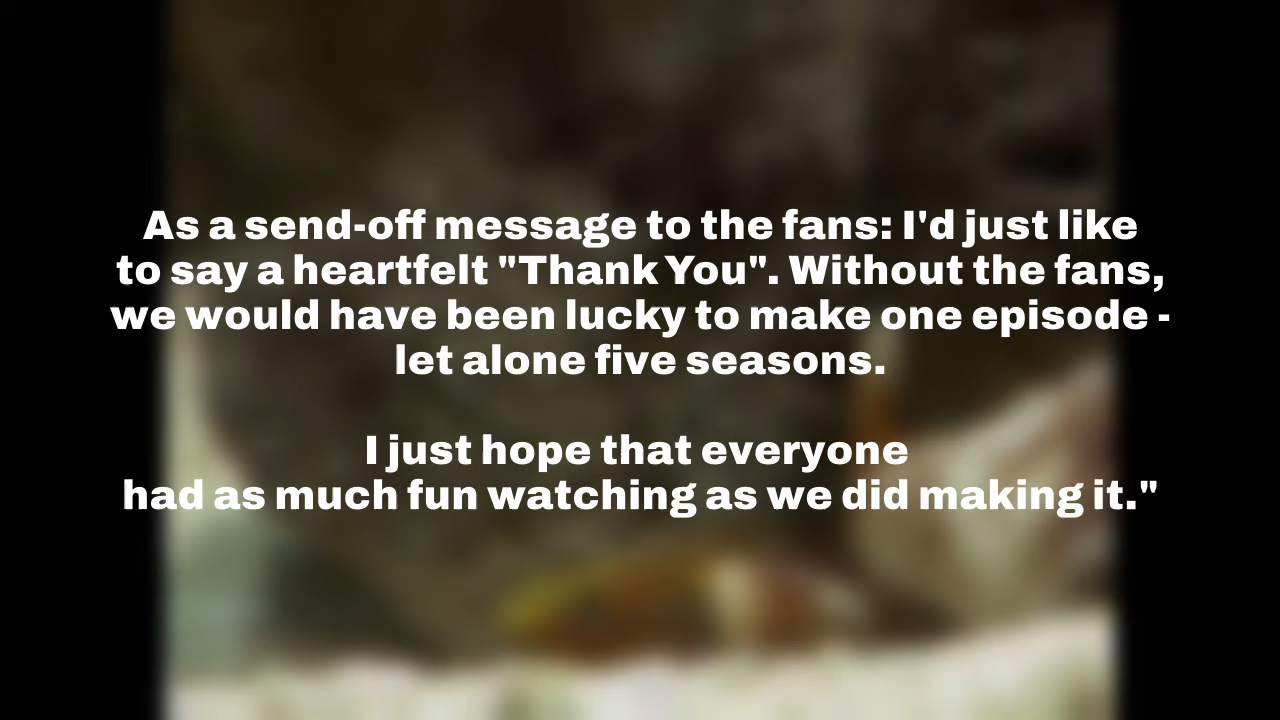 As a send-off message to the fans: I'd just like
to say a heartfelt "Thank You". Without the fans,
we would have been lucky to make one episode -
let alone five seasons.
I just hope that everyone
had as much fun watching as we did making it."